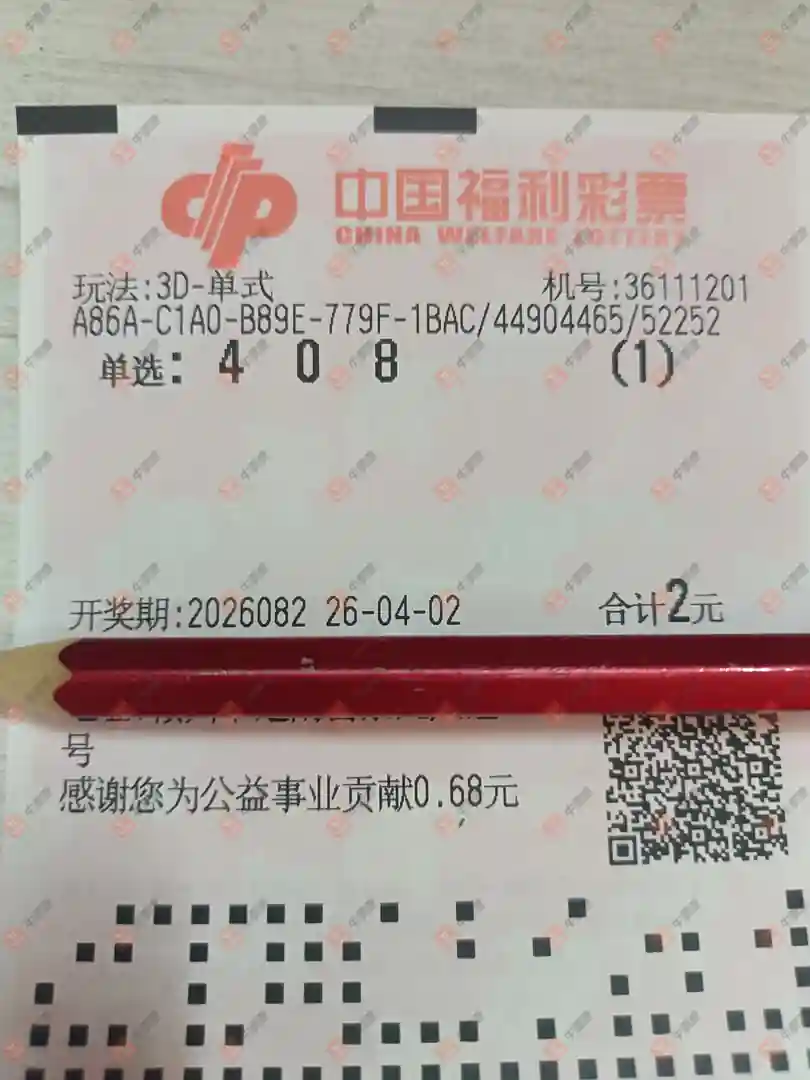 中国福利彩票
CHINA WELFARE LOTTERY
玩法:3D-单式 机号:36111201
A86A-C1A0-B89E-779F-1BAC/44904465/52252
单选: 4 0 8 (1)
开奖期:2026082 26-04-02 合计2元
号
感谢您为公益事业贡献0.68元